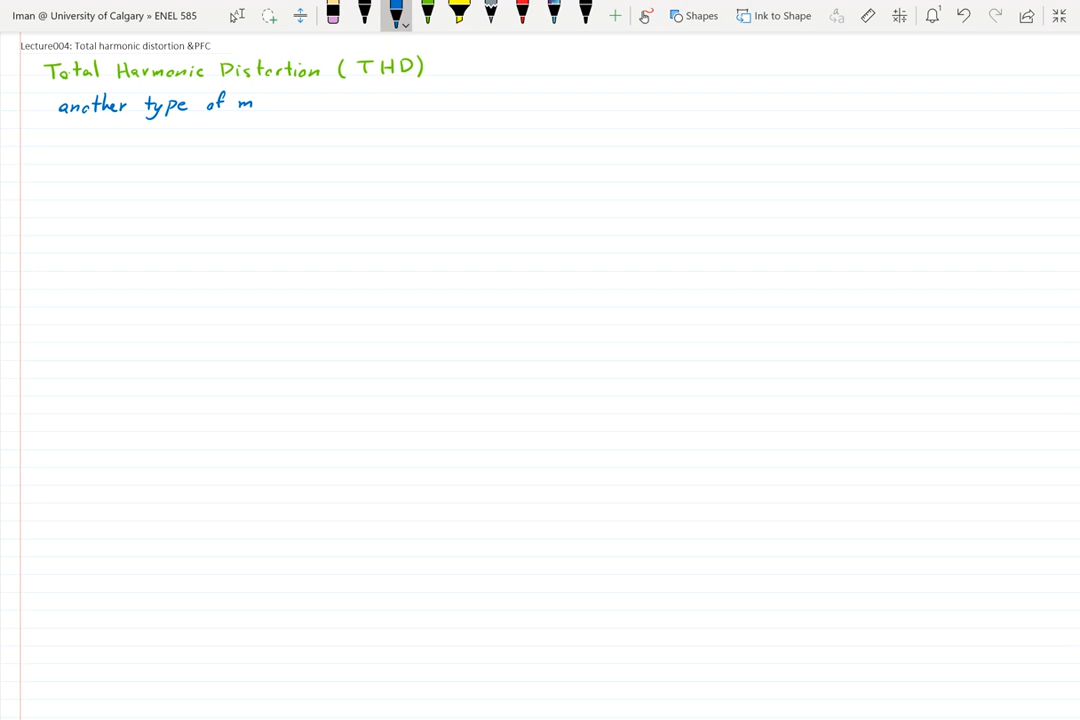 Iman @ University of Calgary » ENEL 585
Shapes
Ink to Shape
Lecture004: Total harmonic distortion &PFC
Total Harmonic Distortion (THD)
another type of m